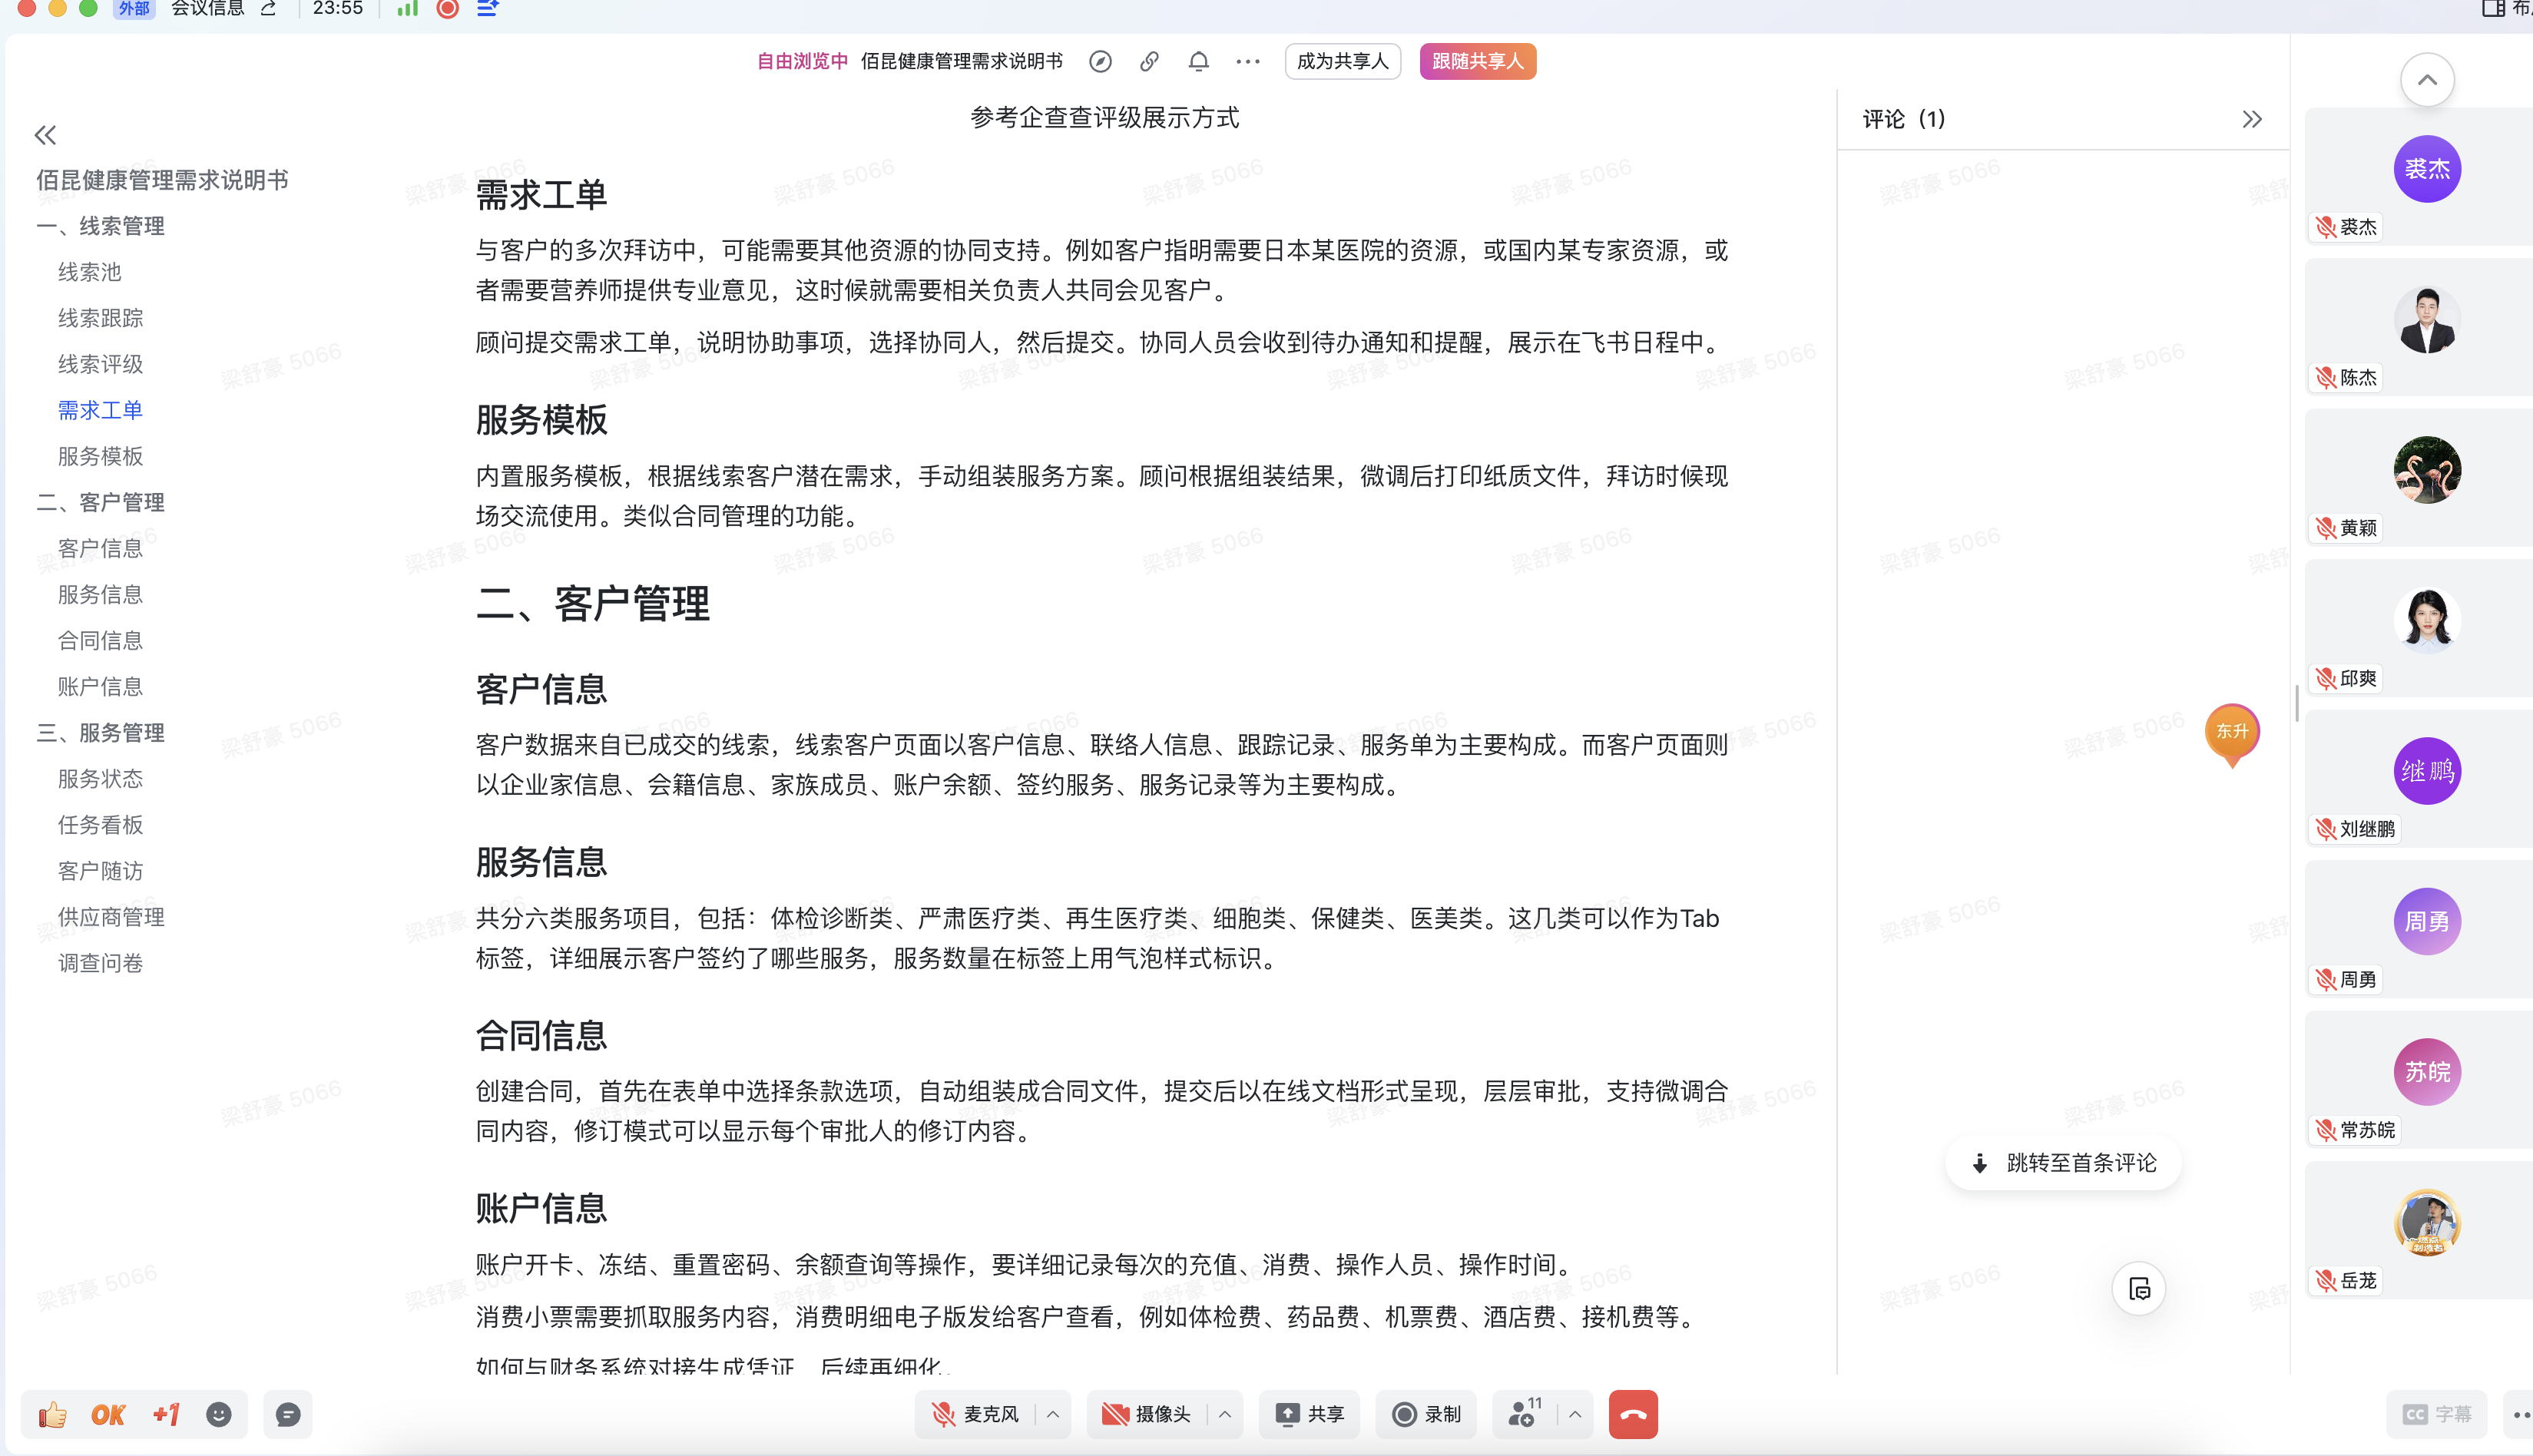 外部 会议信息 23:55
自由浏览中 佰昆健康管理需求说明书 成为共享人 跟随共享人
佰昆健康管理需求说明书
一、线索管理
线索池
线索跟踪
线索评级
需求工单
服务模板
二、客户管理
客户信息
服务信息
合同信息
账户信息
三、服务管理
服务状态
任务看板
客户随访
供应商管理
调查问卷
参考企查查评级展示方式
需求工单
与客户的多次拜访中，可能需要其他资源的协同支持。例如客户指明需要日本某医院的资源，或国内某专家资源，或
者需要营养师提供专业意见，这时候就需要相关负责人共同会见客户。
顾问提交需求工单，说明协助事项，选择协同人，然后提交。协同人员会收到待办通知和提醒，展示在飞书日程中。
服务模板
内置服务模板，根据线索客户潜在需求，手动组装服务方案。顾问根据组装结果，微调后打印纸质文件，拜访时候现
场交流使用。类似合同管理的功能。
二、客户管理
客户信息
客户数据来自已成交的线索，线索客户页面以客户信息、联络人信息、跟踪记录、服务单为主要构成。而客户页面则
以企业家信息、会籍信息、家族成员、账户余额、签约服务、服务记录等为主要构成。
服务信息
共分六类服务项目，包括：体检诊断类、严肃医疗类、再生医疗类、细胞类、保健类、医美类。这几类可以作为Tab
标签，详细展示客户签约了哪些服务，服务数量在标签上用气泡样式标识。
合同信息
创建合同，首先在表单中选择条款选项，自动组装成合同文件，提交后以在线文档形式呈现，层层审批，支持微调合
同内容，修订模式可以显示每个审批人的修订内容。
账户信息
账户开卡、冻结、重置密码、余额查询等操作，要详细记录每次的充值、消费、操作人员、操作时间。
消费小票需要抓取服务内容，消费明细电子版发给客户查看，例如体检费、药品费、机票费、酒店费、接机费等。
如何与财务系统对接生成凭证，后续再细化。
评论（1）
东升
跳转至首条评论
裘杰
裘杰
陈杰
黄颖
邱爽
继鹏
刘继鹏
周勇
周勇
苏皖
常苏皖
岳茏
OK +1
麦克风 摄像头 共享 录制 11
CC 字幕
梁舒豪 5066